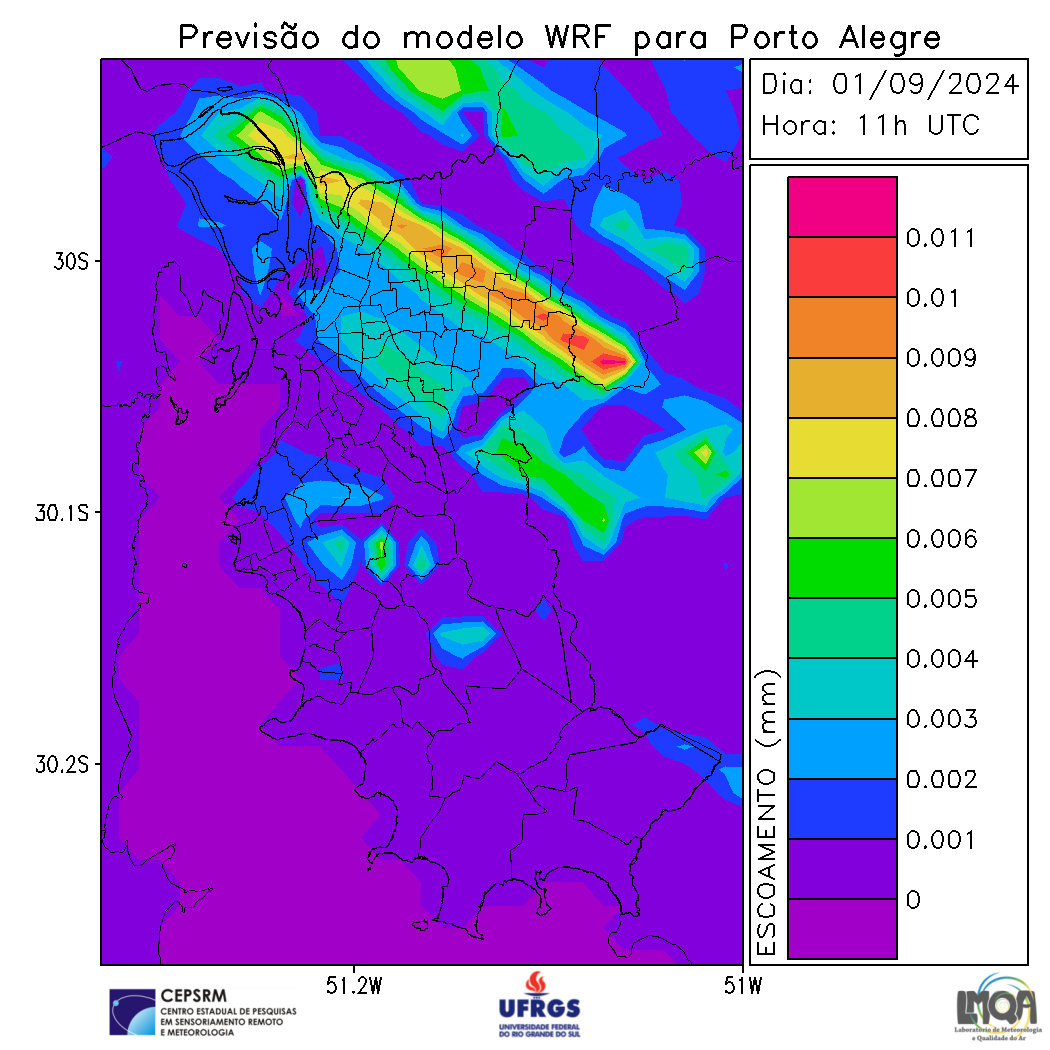 Previsão do modelo WRF para Porto Alegre
Dia: 01/09/2024
Hora: 11h UTC
0.011
0.01
0.009
0.008
0.007
0.006
0.005
0.004
0.003
0.002
0.001
0
ESCOAMENTO (mm)
30S
30.1S
30.2S
51.2W
51W
CEPSRM
CENTRO ESTADUAL DE PESQUISAS
EM SENSORIAMENTO REMOTO
E METEOROLOGIA
UFRGS
UNIVERSIDADE FEDERAL
DO RIO GRANDE DO SUL
LMQA
Laboratório de Meteorologia
e Qualidade do Ar